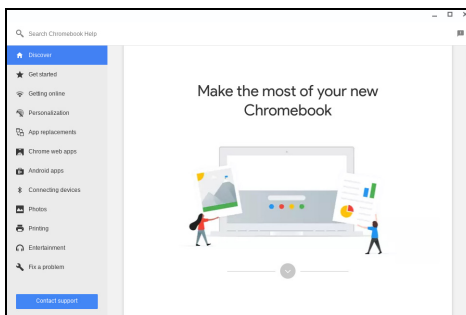 Search Chromebook Help
Discover
Get started
Getting online
Personalization
App replacements
Chrome web apps
Android apps
Connecting devices
Photos
Printing
Entertainment
Fix a problem
Contact support
Make the most of your new
Chromebook